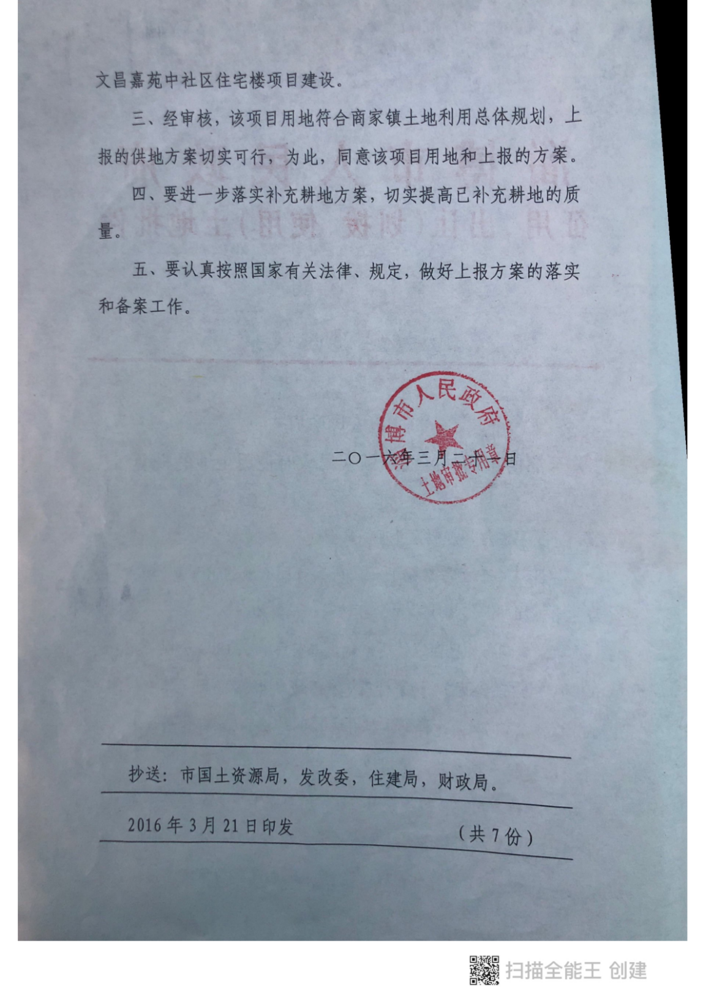 文昌嘉苑中社区住宅楼项目建设。
三、经审核，该项目用地符合商家镇土地利用总体规划，上
报的供地方案切实可行，为此，同意该项目用地和上报的方案。
四、要进一步落实补充耕地方案，切实提高已补充耕地的质
量。
五、要认真按照国家有关法律、规定，做好上报方案的落实
和备案工作。
淄博市人民政府
二〇一六年三月二十一日
土地审批专用章
抄送：市国土资源局，发改委，住建局，财政局。
2016年3月21日印发 （共7份）
扫描全能王 创建